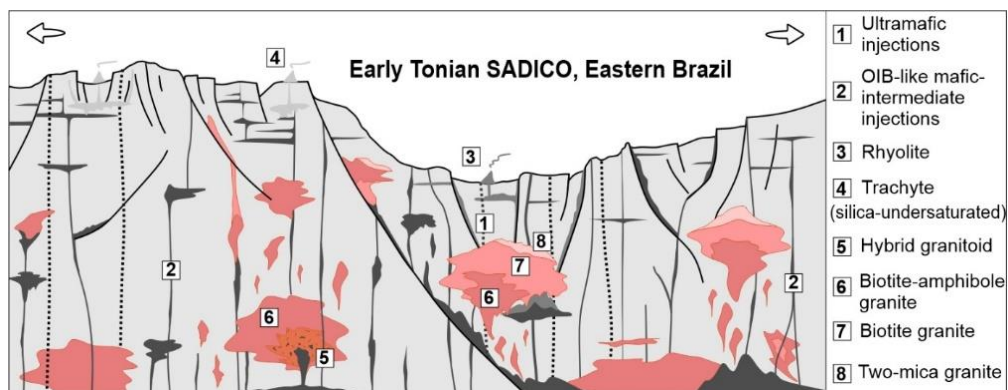 Early Tonian SADICO, Eastern Brazil
4
3
1
8
7
2
6
6
2
5
1 Ultramafic
injections
2 OIB-like mafic-
intermediate
injections
3 Rhyolite
4 Trachyte
(silica-undersaturated)
5 Hybrid granitoid
6 Biotite-amphibole
granite
7 Biotite granite
8 Two-mica granite